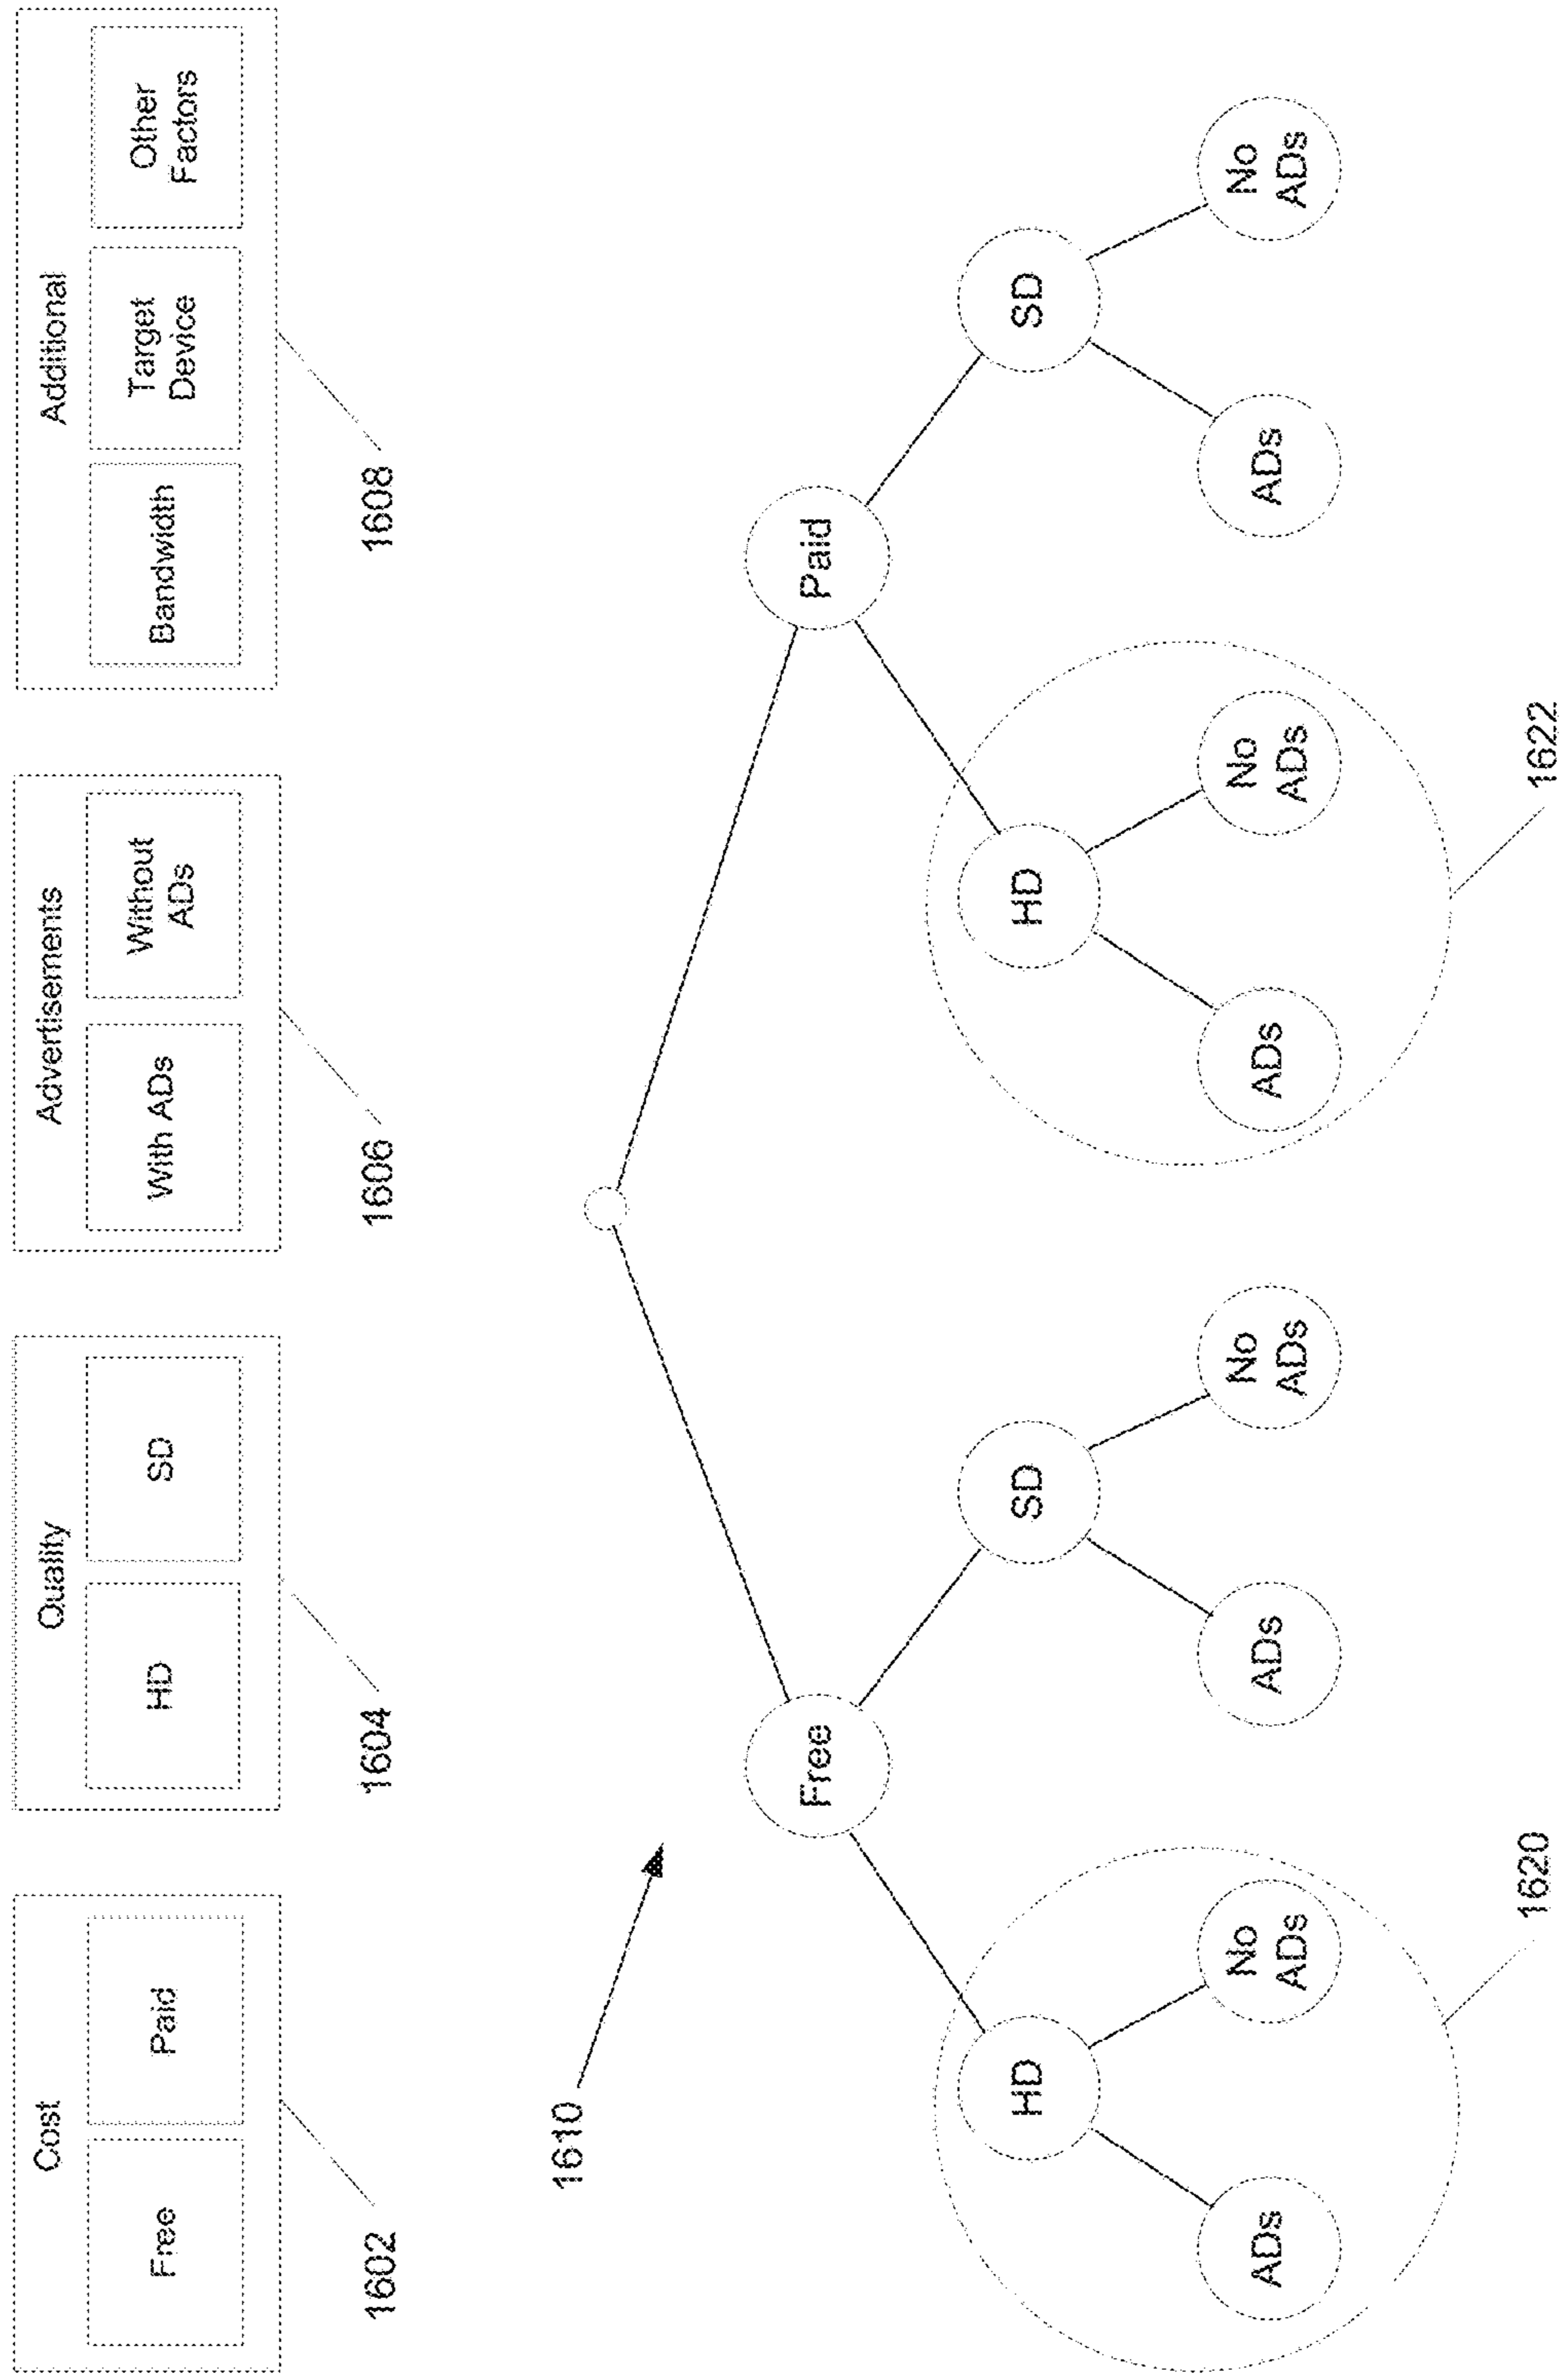 Cost
Free
Paid
1602
Quality
HD
SD
1604
Advertisements
With ADs
Without
ADs
1606
Additional
Bandwidth
Target
Device
Other
Factors
1608
1610
Free
Paid
HD
SD
HD
SD
ADs
No
ADs
ADs
No
ADs
ADs
No
ADs
ADs
No
ADs
1620
1622